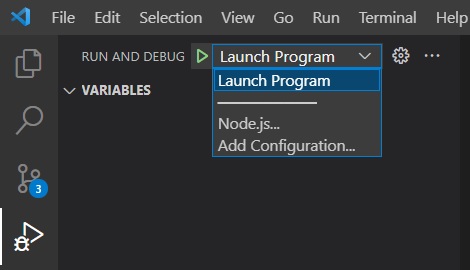 File Edit Selection View Go Run Terminal Help
RUN AND DEBUG Launch Program
Launch Program
VARIABLES
Node.js...
Add Configuration...
3